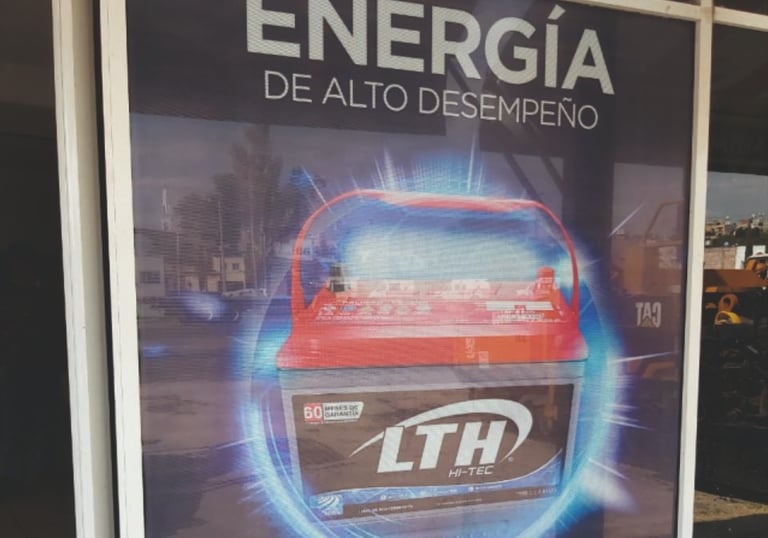 ENERGÍA
DE ALTO DESEMPEÑO
60 MESES DE
GARANTÍA
LTH
HI-TEC
CAT